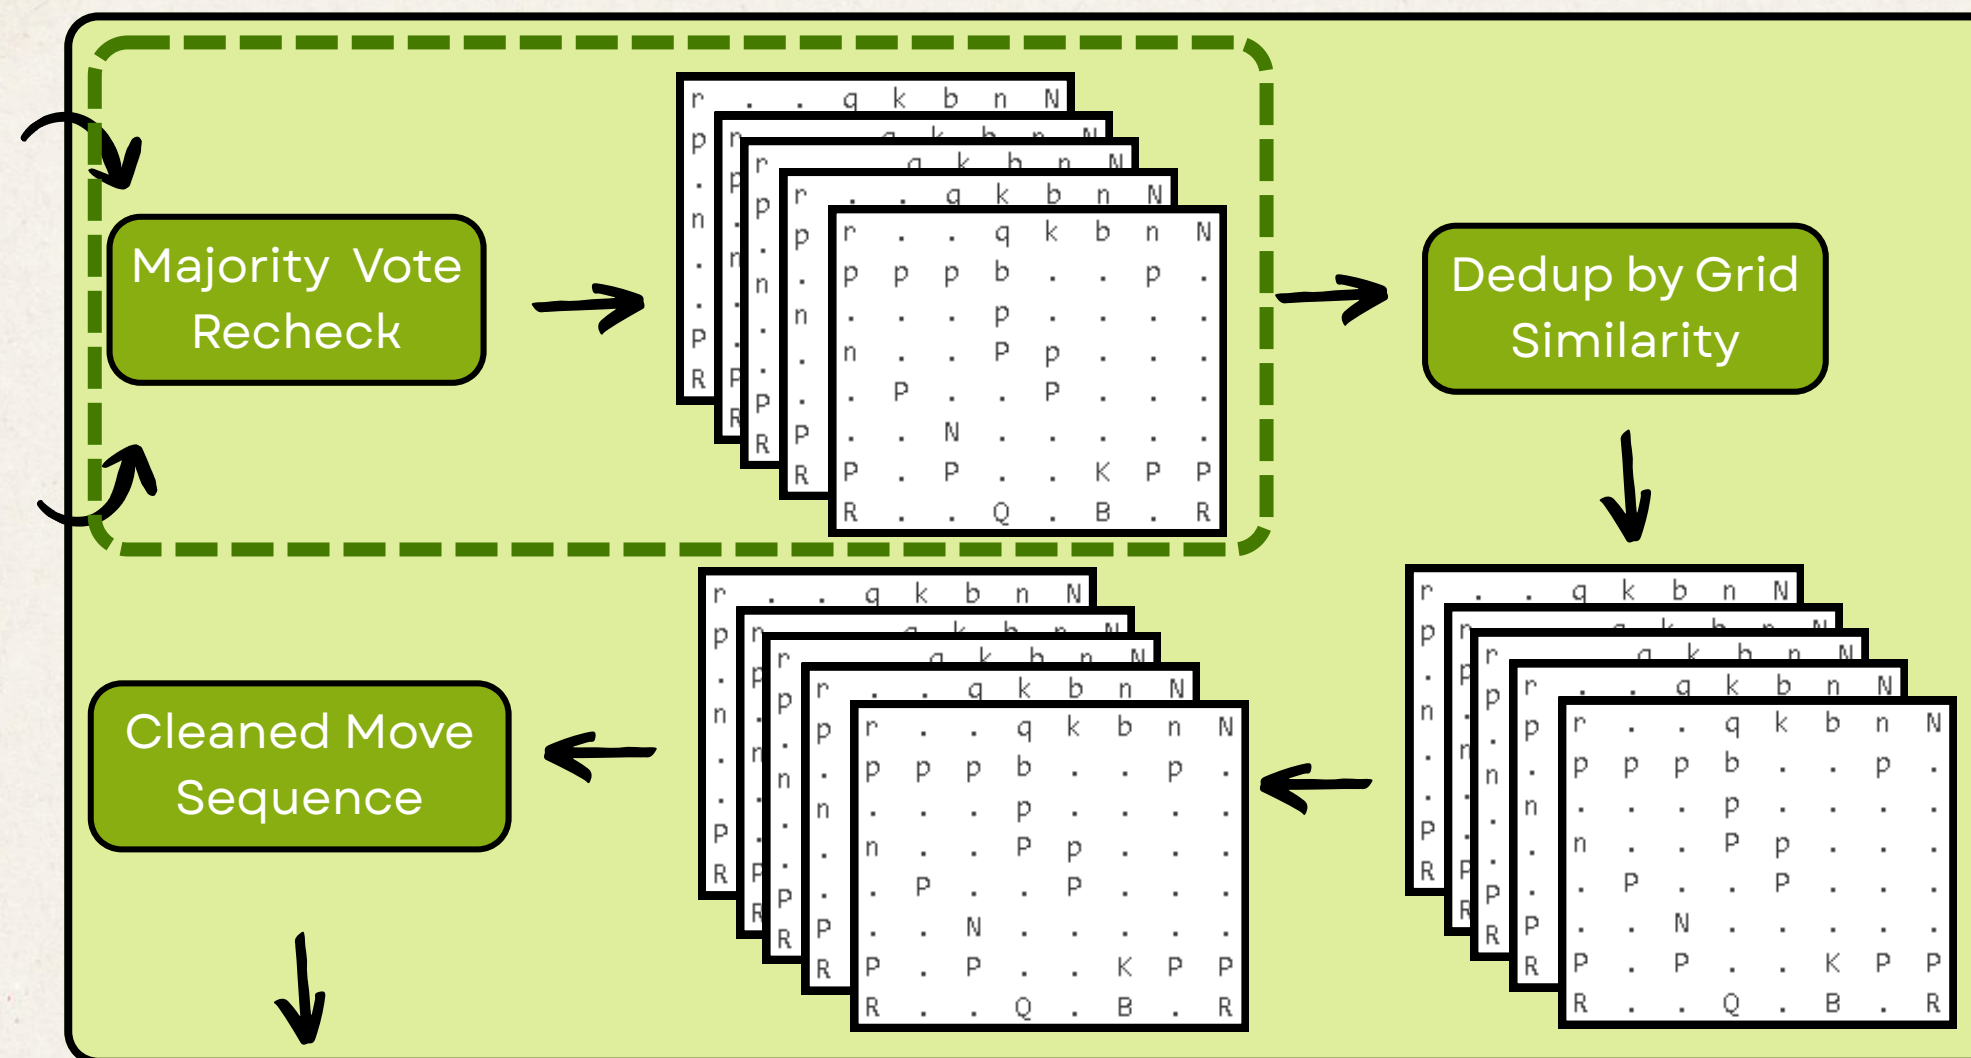 Majority Vote
Recheck
r . . q k b n N
p
.
n
.
.
P
R
r . . q k b n N
p
.
n
.
.
P
R
r . . q k b n N
p
.
n
.
.
P
R
r . . q k b n N
p
.
n
.
.
P
R
r . . q k b n N
p p p b . . p .
. . . p . . . .
n . . P p . . .
. P . . P . . .
. . N . . . . .
P . P . . K P P
R . . Q . B . R
Dedup by Grid
Similarity
Cleaned Move
Sequence
r . . q k b n N
p
.
n
.
.
P
R
r . . q k b n N
p
.
n
.
.
P
R
r . . q k b n N
p
.
n
.
.
P
R
r . . q k b n N
p
.
n
.
.
P
R
r . . q k b n N
p p p b . . p .
. . . p . . . .
n . . P p . . .
. P . . P . . .
. . N . . . . .
P . P . . K P P
R . . Q . B . R
r . . q k b n N
p
.
n
.
.
P
R
r . . q k b n N
p
.
n
.
.
P
R
r . . q k b n N
p
.
n
.
.
P
R
r . . q k b n N
p
.
n
.
.
P
R
r . . q k b n N
p p p b . . p .
. . . p . . . .
n . . P p . . .
. P . . P . . .
. . N . . . . .
P . P . . K P P
R . . Q . B . R